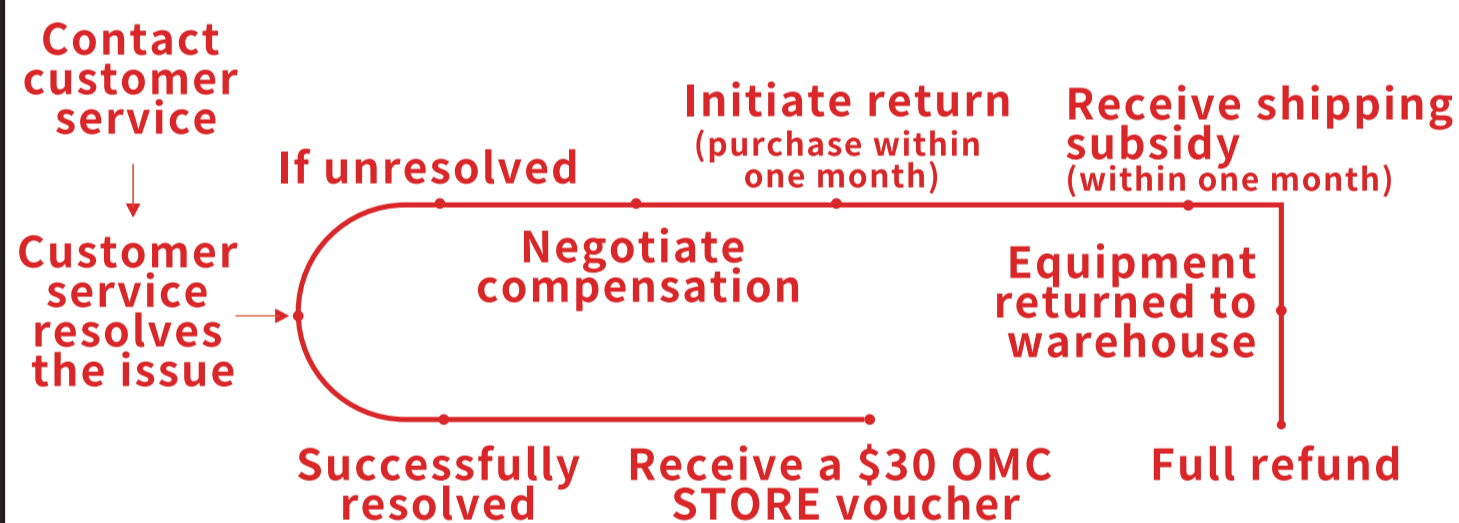 Contact
customer
service
Customer
service
resolves
the issue
If unresolved
Negotiate
compensation
Initiate return
(purchase within
one month)
Receive shipping
subsidy
(within one month)
Equipment
returned to
warehouse
Full refund
Successfully
resolved
Receive a $30 OMC
STORE voucher